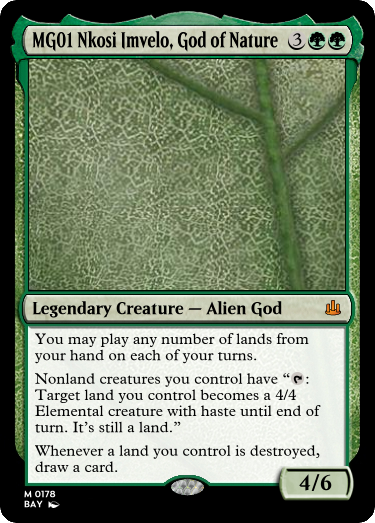 MG01 Nkosi Imvelo, God of Nature 3
Legendary Creature — Alien God
You may play any number of lands from
your hand on each of your turns.
Nonland creatures you control have “:
Target land you control becomes a 4/4
Elemental creature with haste until end of
turn. It’s still a land.”
Whenever a land you control is destroyed,
draw a card.
4/6
M 0178
BAY